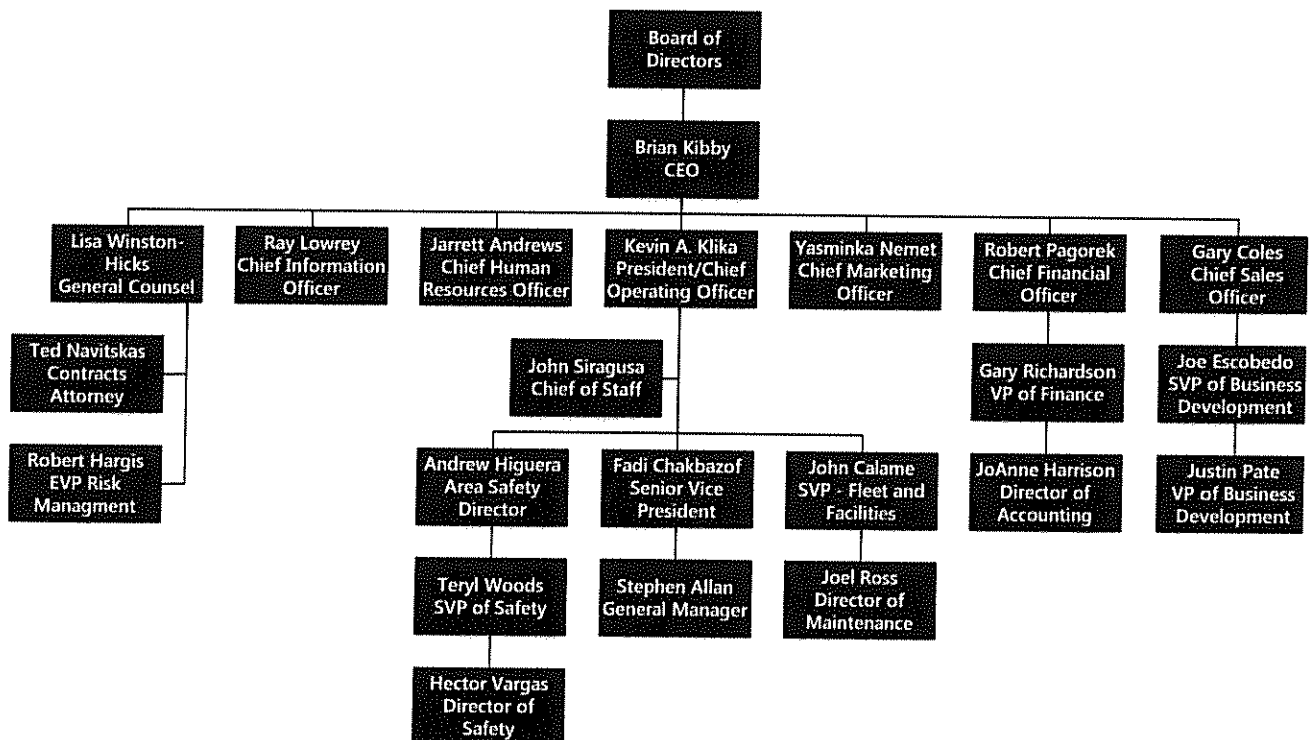 Board of
Directors
Brian Kibby
CEO
Lisa Winston-
Hicks
General Counsel
Ray Lowrey
Chief Information
Officer
Jarrett Andrews
Chief Human
Resources Officer
Kevin A. Klika
President/Chief
Operating Officer
Yasminka Nemet
Chief Marketing
Officer
Robert Pagorek
Chief Financial
Officer
Gary Coles
Chief Sales
Officer
Ted Navitskas
Contracts
Attorney
John Siragusa
Chief of Staff
Gary Richardson
VP of Finance
Joe Escobedo
SVP of Business
Development
Robert Hargis
EVP Risk
Managment
Andrew Higuera
Area Safety
Director
Fadi Chakbazof
Senior Vice
President
John Calame
SVP - Fleet and
Facilities
JoAnne Harrison
Director of
Accounting
Justin Pate
VP of Business
Development
Teryl Woods
SVP of Safety
Stephen Allan
General Manager
Joel Ross
Director of
Maintenance
Hector Vargas
Director of
Safety